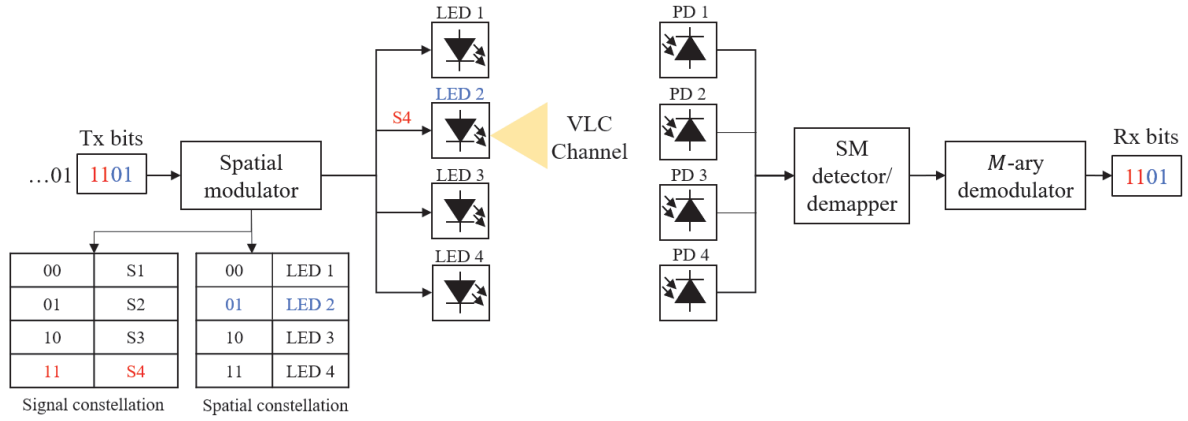 LED 1
PD 1
LED 2
PD 2
S4
VLC
Channel
Tx bits
...01
1101
Spatial
modulator
LED 3
PD 3
SM
detector/
demapper
M-ary
demodulator
Rx bits
1101
LED 4
PD 4
00 S1
01 S2
10 S3
11 S4
Signal constellation
00 LED 1
01 LED 2
10 LED 3
11 LED 4
Spatial constellation